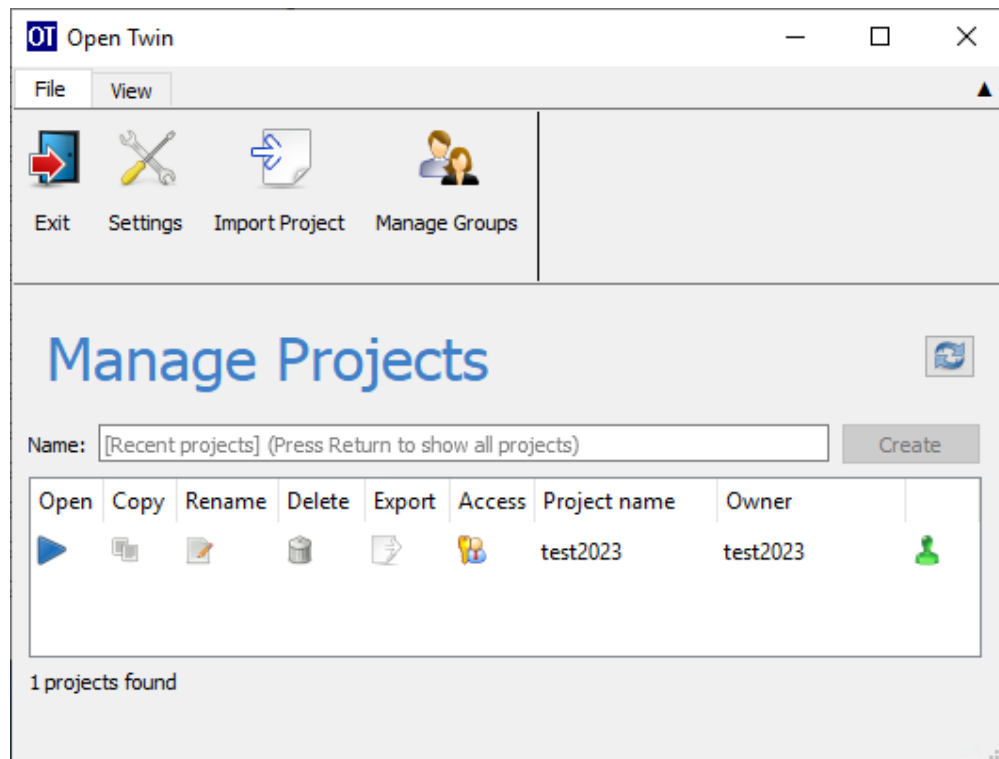 OT Open Twin
File View
Exit Settings Import Project Manage Groups
Manage Projects
Name: [Recent projects] (Press Return to show all projects) Create
Open Copy Rename Delete Export Access Project name Owner
test2023 test2023
1 projects found